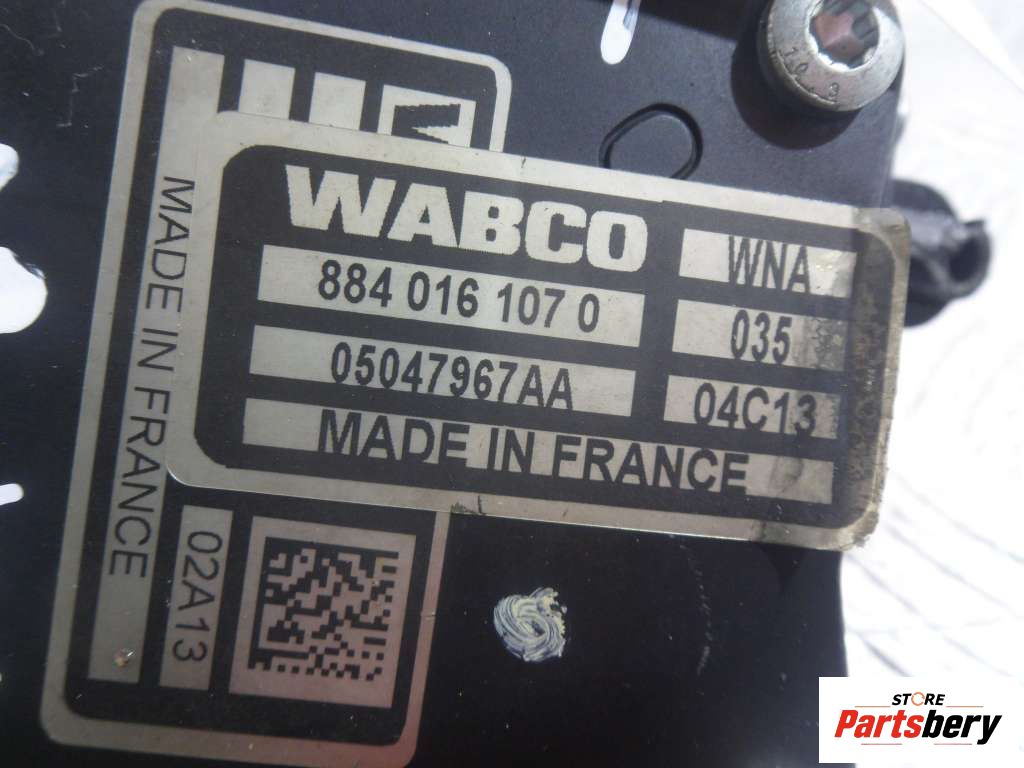 WABCO
WNA
884 016 107 0
035
05047967AA
04C13
MADE IN FRANCE
MADE IN FRANCE
02A13
STORE
Partsbery